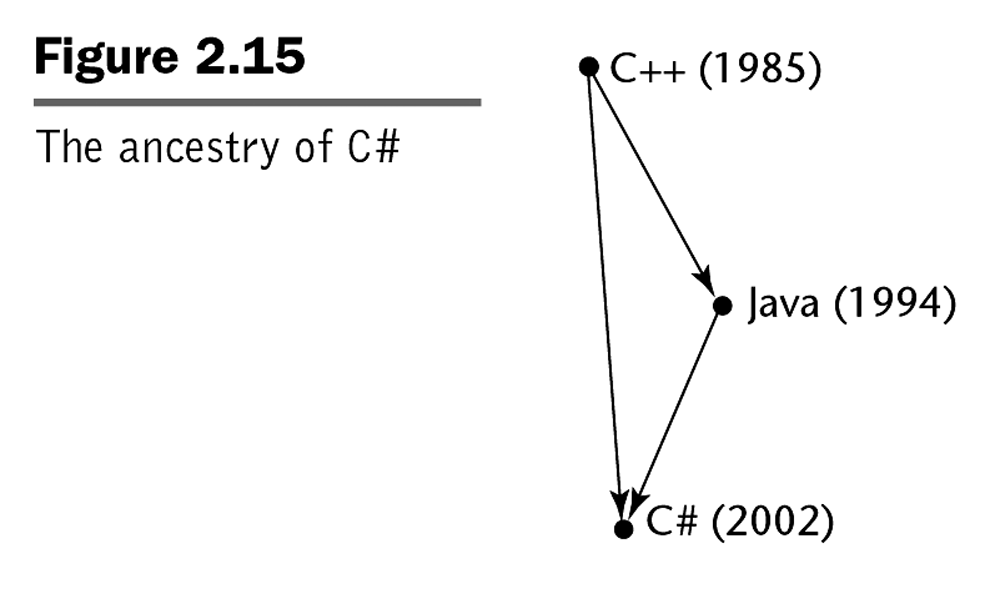 Figure 2.15
The ancestry of C#
C++ (1985)
Java (1994)
C# (2002)